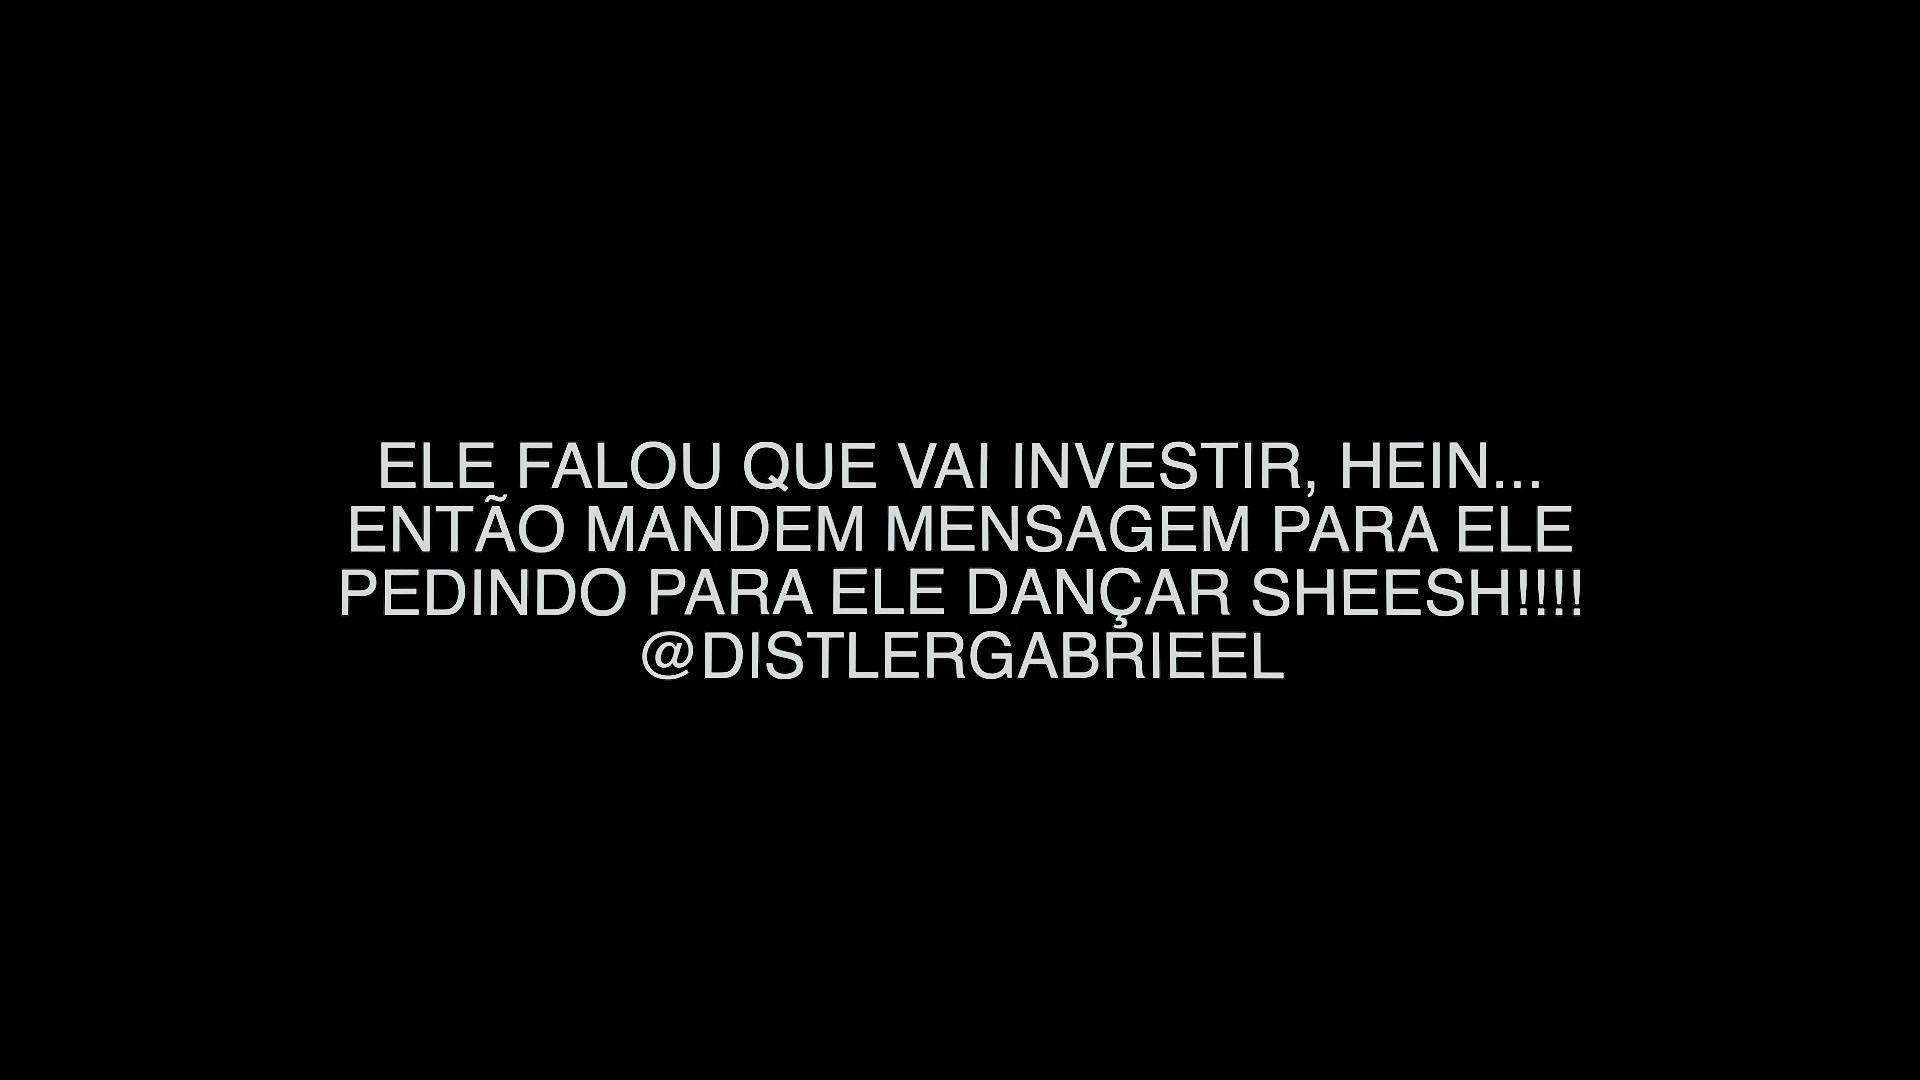 ELE FALOU QUE VAI INVESTIR, HEIN...
ENTÃO MANDEM MENSAGEM PARA ELE
PEDINDO PARA ELE DANÇAR SHEESH!!!!
@DISTLERGABRIEEL